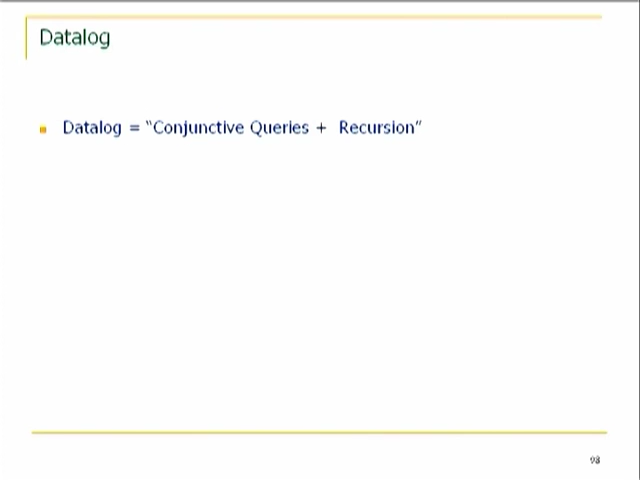 Datalog
Datalog = “Conjunctive Queries + Recursion”
98